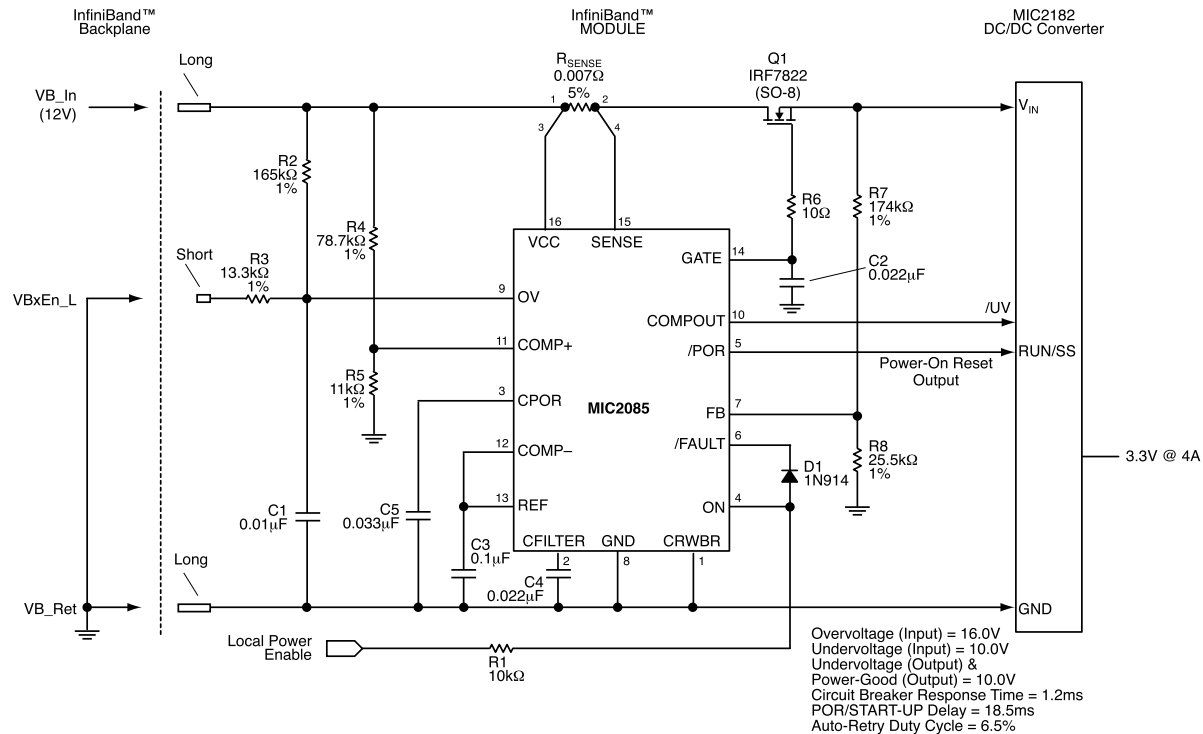 InfiniBand™
Backplane
InfiniBand™
MODULE
MIC2182
DC/DC Converter
Long
R_SENSE
0.007Ω
5%
Q1
IRF7822
(SO-8)
VB_In
(12V)
1
2
3
4
V_IN
R2
165kΩ
1%
R4
78.7kΩ
1%
R6
10Ω
R7
174kΩ
1%
16
15
VCC
SENSE
Short
R3
13.3kΩ
1%
GATE
14
C2
0.022µF
VBxEn_L
9
OV
/UV
COMPOUT
10
11
COMP+
/POR
5
RUN/SS
Power-On Reset
Output
R5
11kΩ
1%
3
CPOR
MIC2085
FB
7
12
COMP–
/FAULT
6
R8
25.5kΩ
1%
3.3V @ 4A
D1
1N914
13
REF
ON
4
C1
0.01µF
C5
0.033µF
C3
0.1µF
CFILTER
GND
CRWBR
2
8
1
C4
0.022µF
Long
VB_Ret
GND
Local Power
Enable
R1
10kΩ
Overvoltage (Input) = 16.0V
Undervoltage (Input) = 10.0V
Undervoltage (Output) &
Power-Good (Output) = 10.0V
Circuit Breaker Response Time = 1.2ms
POR/START-UP Delay = 18.5ms
Auto-Retry Duty Cycle = 6.5%